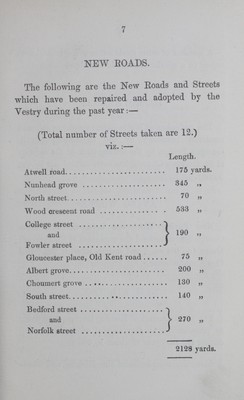 7
NEW ROADS.
The following are the New Roads and Streets
which have been repaired and adopted by the
Vestry during the past year:—
(Total number of Streets taken are 12.)
viz. :—
Length.
Atwell road........................ 175 yards.
Nunhead grove .................... 345 „
North street........................ 70 „
Wood crescent road ............... 533 „
College street ....................
and } 190 „
Fowler street ....................
Gloucester place, Old Kent road...... 75 „
Albert grove........................ 200 „
Choumert grove .................... 130 „
South street........................ 140 „
Bedford street ....................
and } 270 „
Norfolk street ....................
2128 yards.